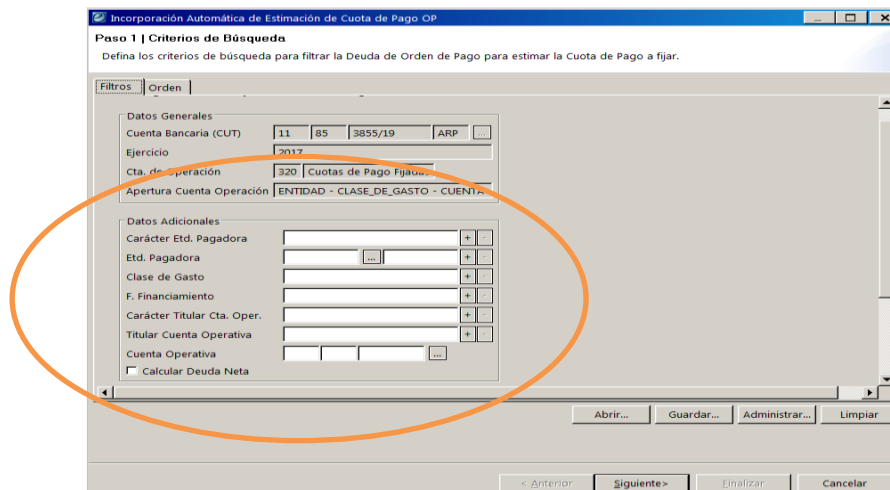 Incorporación Automática de Estimación de Cuota de Pago OP
Paso 1 | Criterios de Búsqueda
Defina los criterios de búsqueda para filtrar la Deuda de Orden de Pago para estimar la Cuota de Pago a fijar.
Filtros Orden
Datos Generales
Cuenta Bancaria (CUT) 11 85 3855/19 ARP ...
Ejercicio 2017
Cta. de Operación 320 Cuotas de Pago Fijadas
Apertura Cuenta Operación ENTIDAD - CLASE_DE_GASTO - CUENTA
Datos Adicionales
Carácter Etd. Pagadora + -
Etd. Pagadora ... + -
Clase de Gasto + -
F. Financiamiento + -
Carácter Titular Cta. Oper. + -
Titular Cuenta Operativa + -
Cuenta Operativa ...
Calcular Deuda Neta
Abrir... Guardar... Administrar... Limpiar
< Anterior Siguiente> Finalizar Cancelar